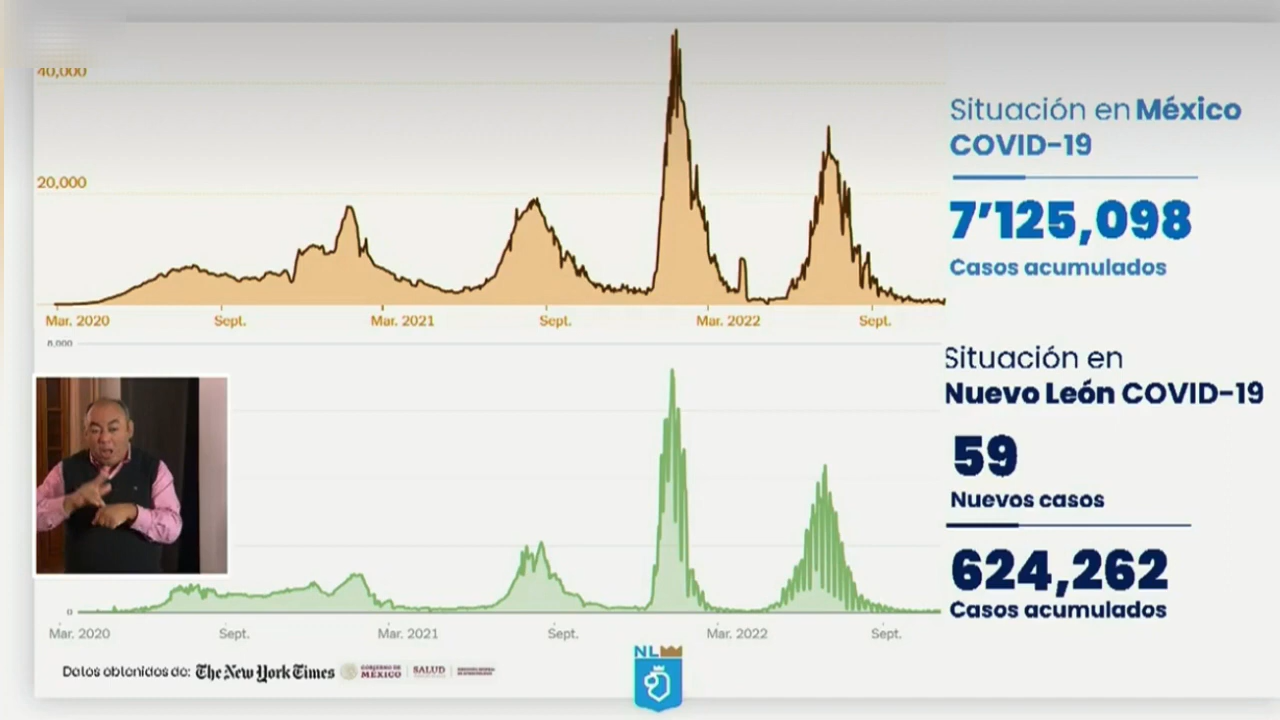 40,000
20,000
Mar. 2020 Sept. Mar. 2021 Sept. Mar. 2022 Sept.
Situación en México
COVID-19
7'125,098
Casos acumulados
8,000
0
Mar. 2020 Sept. Mar. 2021 Sept. Mar. 2022 Sept.
Situación en
Nuevo León COVID-19
59
Nuevos casos
624,262
Casos acumulados
Datos obtenidos de: The New York Times GOBIERNO DE MÉXICO SALUD
NL